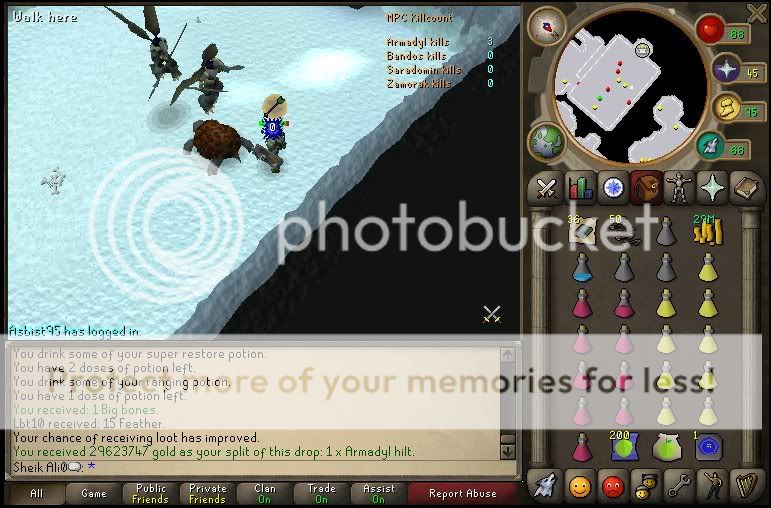 Walk here
NPC killcount
Armadyl kills 3
Bandos kills 0
Saradomin kills 0
Zamorak kills 0
0
88
45
95
68
36
50
29M
photobucket
Asbist95 has logged in.
You drink some of your super restore potion.
You have 2 doses of potion left.
You drink some of your ranging potion.
You have 1 dose of potion left.
You received: 1 Big bones.
Lbt10 received: 15 Feather.
Your chance of receiving loot has improved.
You received 29623747 gold as your split of this drop: 1 x Armadyl hilt.
Sheik Ali0: *
Protect more of your memories for less!
200
1
All
Game
Public
Friends
Private
Friends
Clan
On
Trade
On
Assist
On
Report Abuse